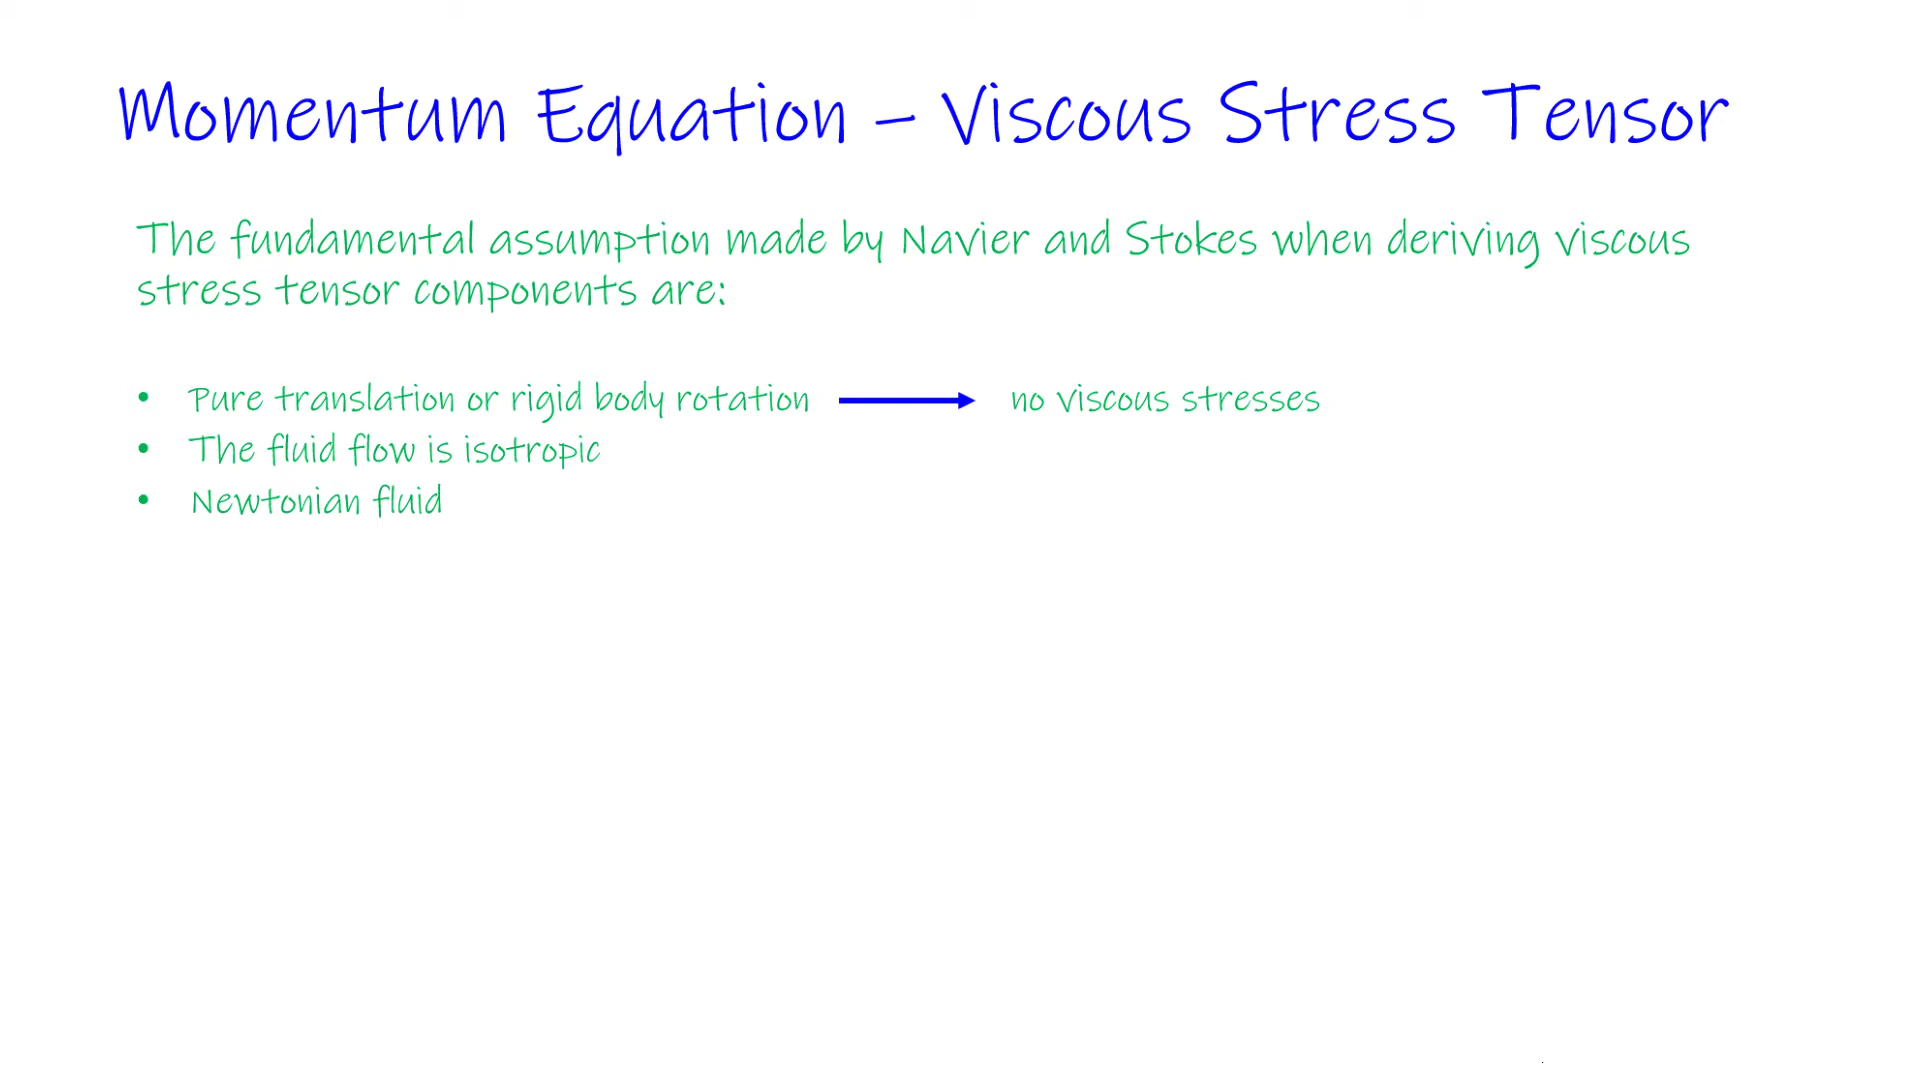 Momentum Equation – Viscous Stress Tensor
The fundamental assumption made by Navier and Stokes when deriving viscous
stress tensor components are:
• Pure translation or rigid body rotation no viscous stresses
• The fluid flow is isotropic
• Newtonian fluid